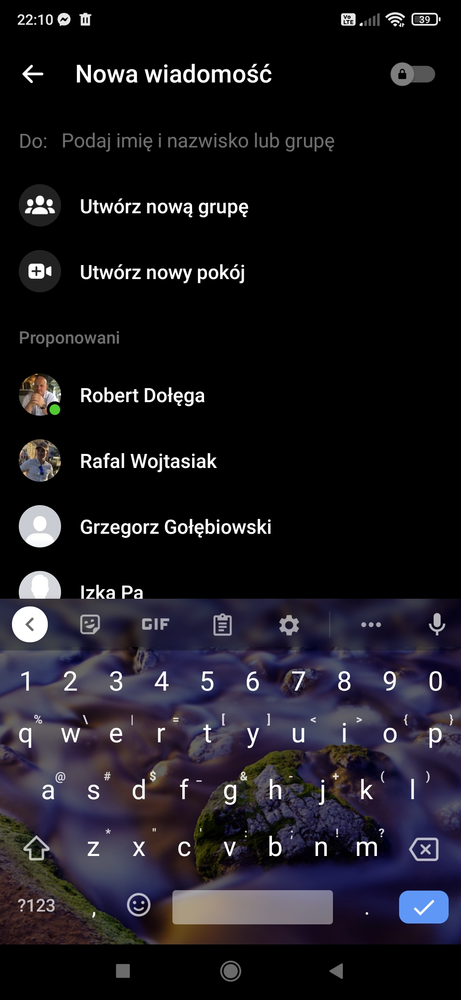 22:10 Vo LTE 39
Nowa wiadomość
Do: Podaj imię i nazwisko lub grupę
Utwórz nową grupę
Utwórz nowy pokój
Proponowani
Robert Dołęga
Rafal Wojtasiak
Grzegorz Gołębiowski
Izka Pa
GIF
1 2 3 4 5 6 7 8 9 0
% \ | = [ ] < > { }
q w e r t y u i o p
@ # $ _ & - + ( )
a s d f g h j k l
* " ' : ; ! ?
z x c v b n m
?123 , .